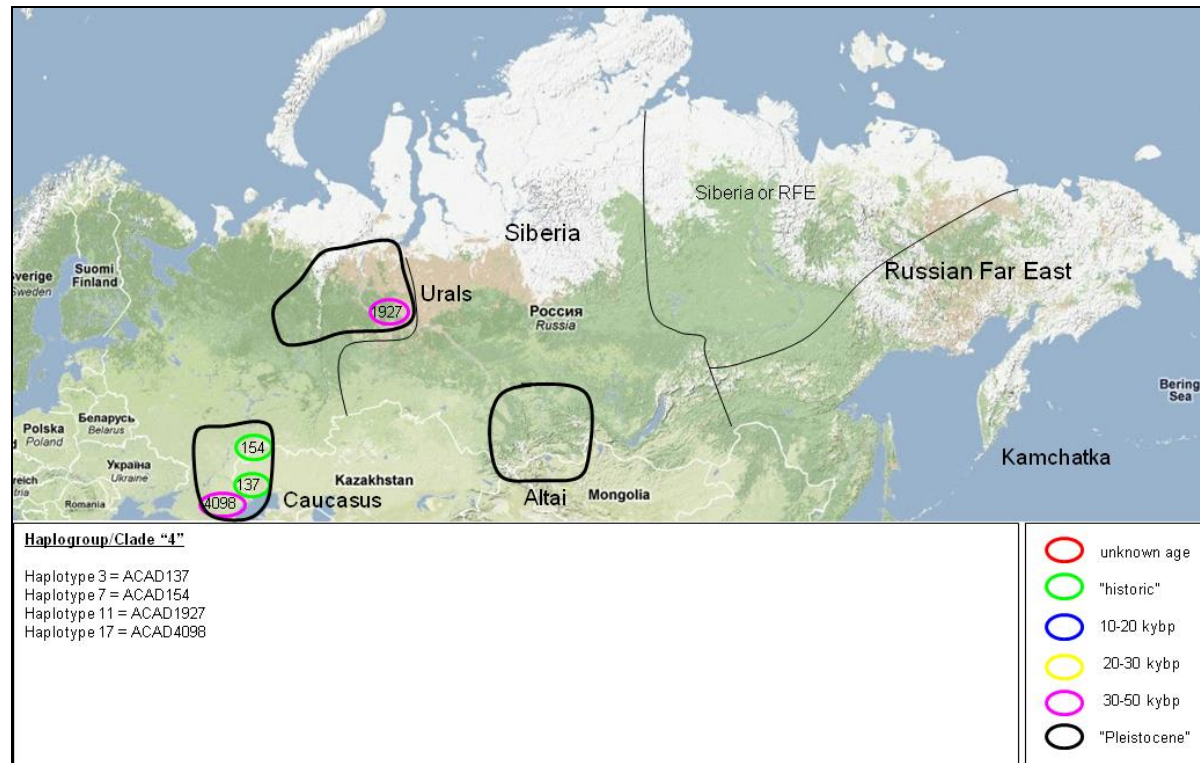 Siberia or RFE
Siberia
Russian Far East
verige
Sweden
Suomi
Finland
Urals
1927
Россия
Russia
Bering
Sea
Polska
Poland
Беларусь
Belarus
154
Україна
Ukraine
Kazakhstan
Kamchatka
reich
tria
Romania
137
4098
Caucasus
Altai
Mongolia
Haplogroup/Clade “4”
Haplotype 3 = ACAD137
Haplotype 7 = ACAD154
Haplotype 11 = ACAD1927
Haplotype 17 = ACAD4098
unknown age
"historic"
10-20 kybp
20-30 kybp
30-50 kybp
"Pleistocene"